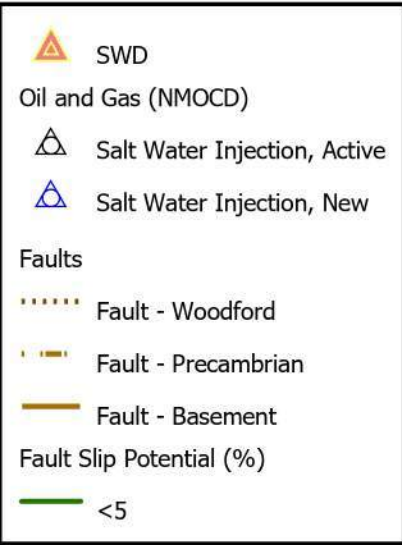 SWD
Oil and Gas (NMOCD)
Salt Water Injection, Active
Salt Water Injection, New
Faults
Fault - Woodford
Fault - Precambrian
Fault - Basement
Fault Slip Potential (%)
<5